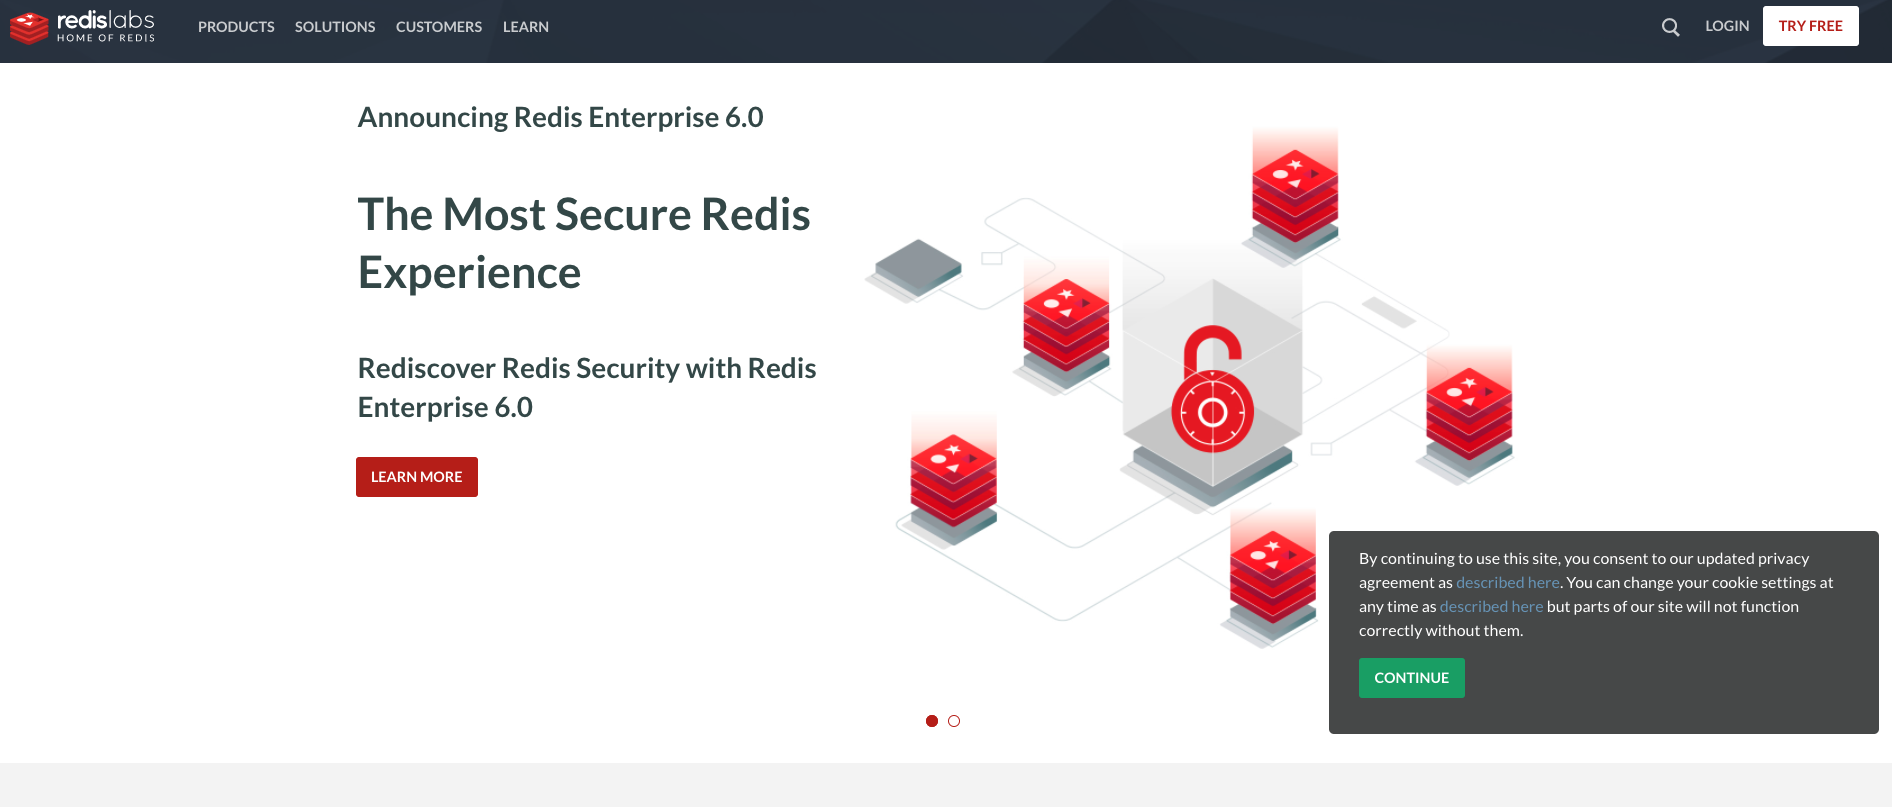 redislabs
HOME OF REDIS
PRODUCTS SOLUTIONS CUSTOMERS LEARN
LOGIN TRY FREE
Announcing Redis Enterprise 6.0
The Most Secure Redis
Experience
Rediscover Redis Security with Redis
Enterprise 6.0
LEARN MORE
By continuing to use this site, you consent to our updated privacy
agreement as described here. You can change your cookie settings at
any time as described here but parts of our site will not function
correctly without them.
CONTINUE